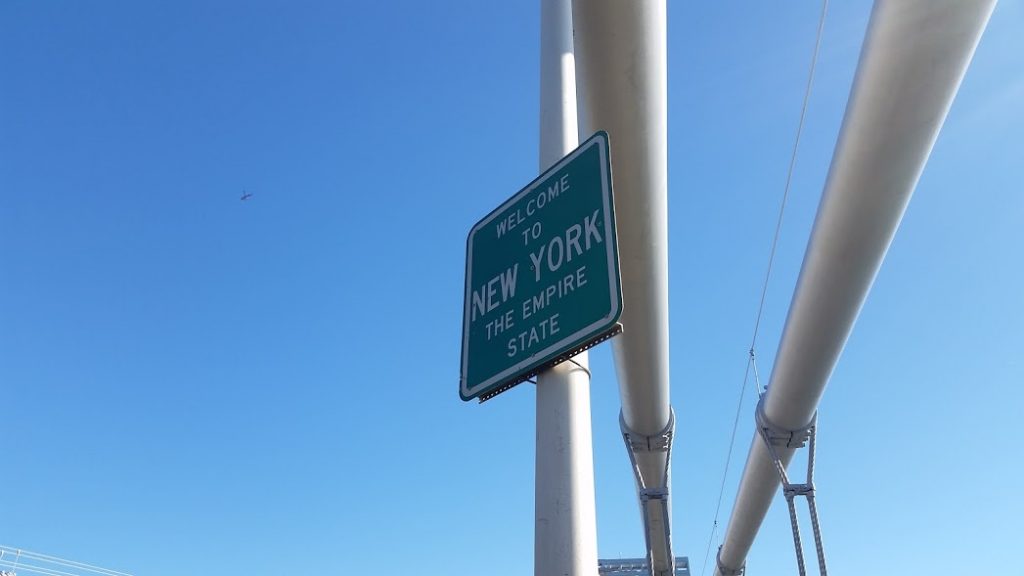 WELCOME
TO
NEW YORK
THE EMPIRE
STATE